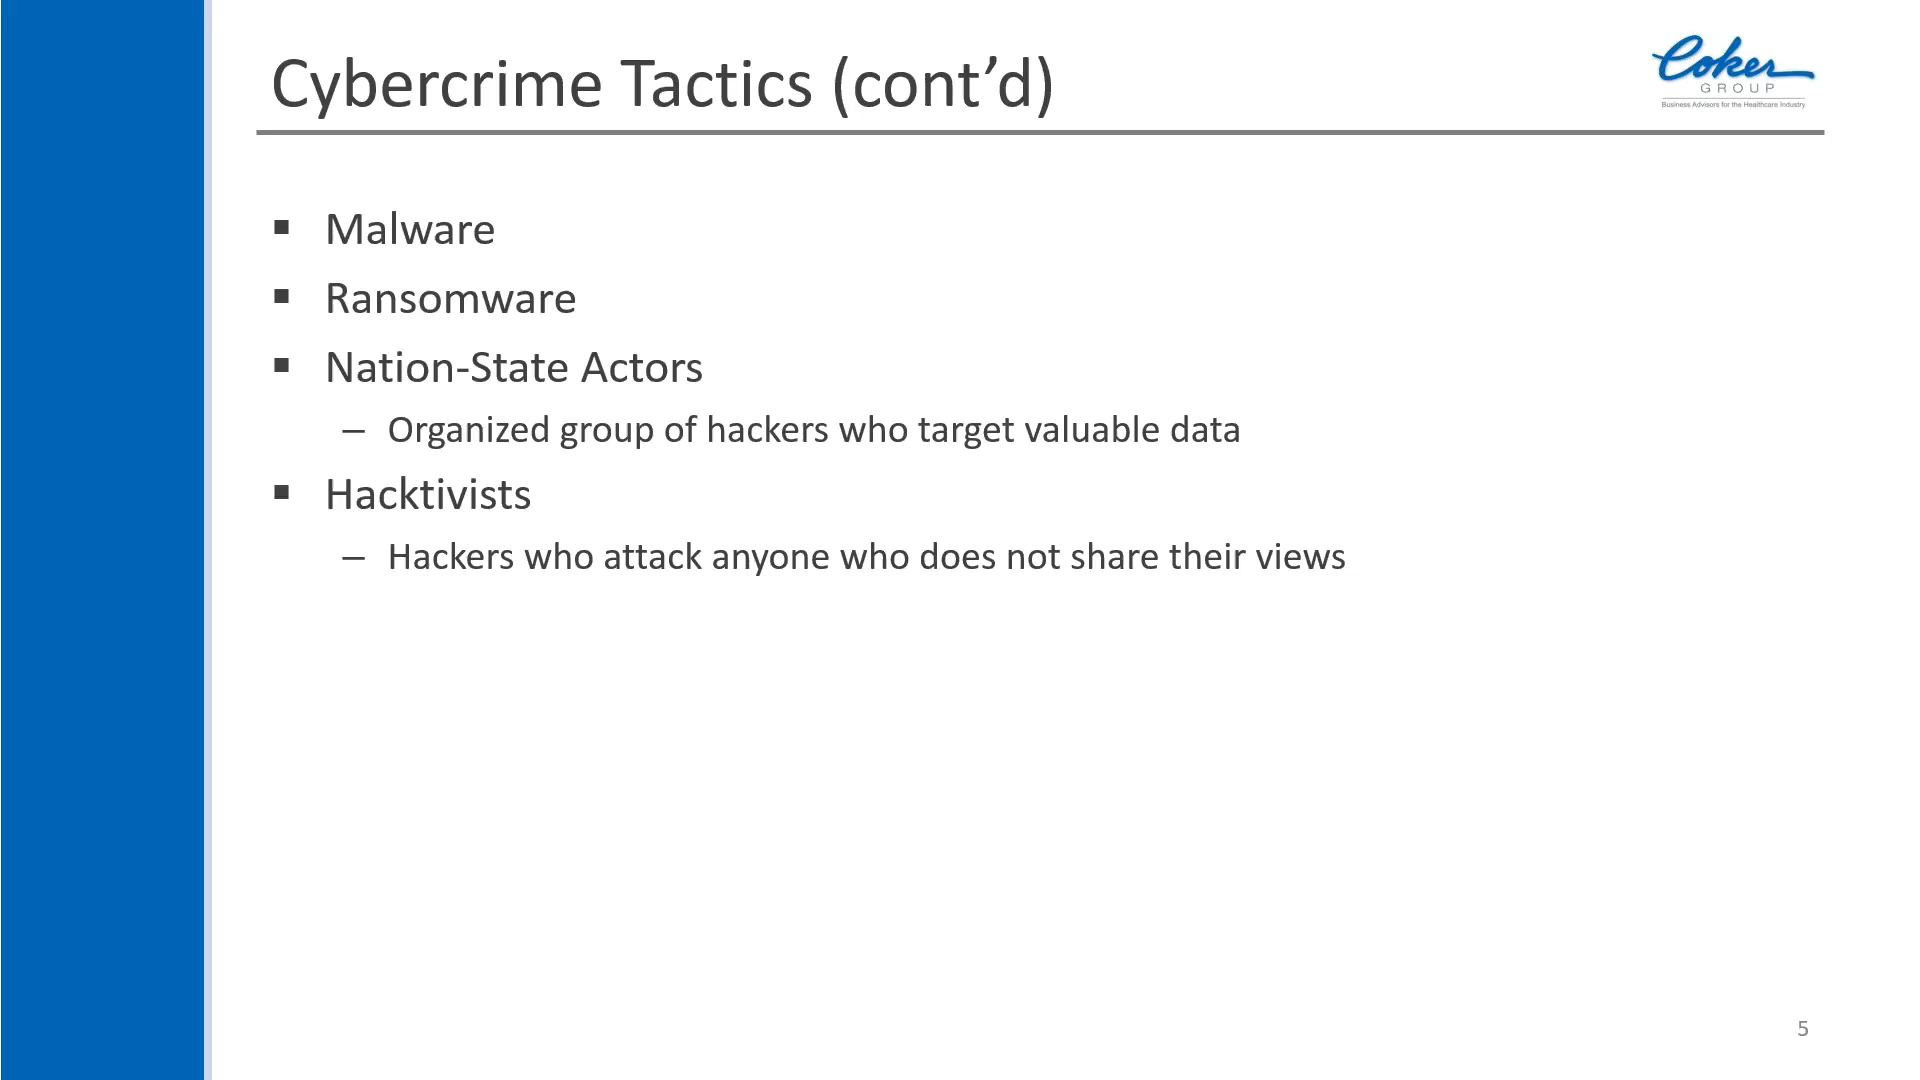 Cybercrime Tactics (cont’d)
Coker
GROUP
Business Advisors for the Healthcare Industry
▪ Malware
▪ Ransomware
▪ Nation-State Actors
– Organized group of hackers who target valuable data
▪ Hacktivists
– Hackers who attack anyone who does not share their views
5